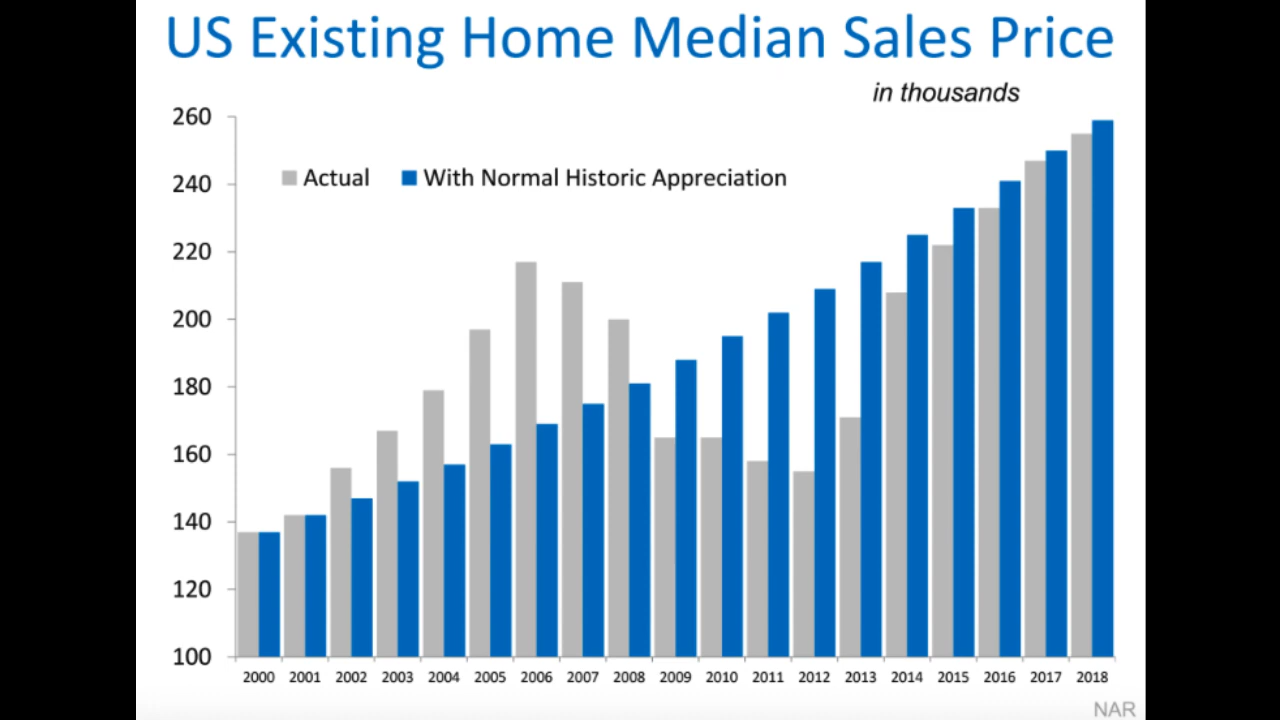 US Existing Home Median Sales Price
in thousands
260
Actual With Normal Historic Appreciation
240
220
200
180
160
140
120
100
2000 2001 2002 2003 2004 2005 2006 2007 2008 2009 2010 2011 2012 2013 2014 2015 2016 2017 2018
NAR